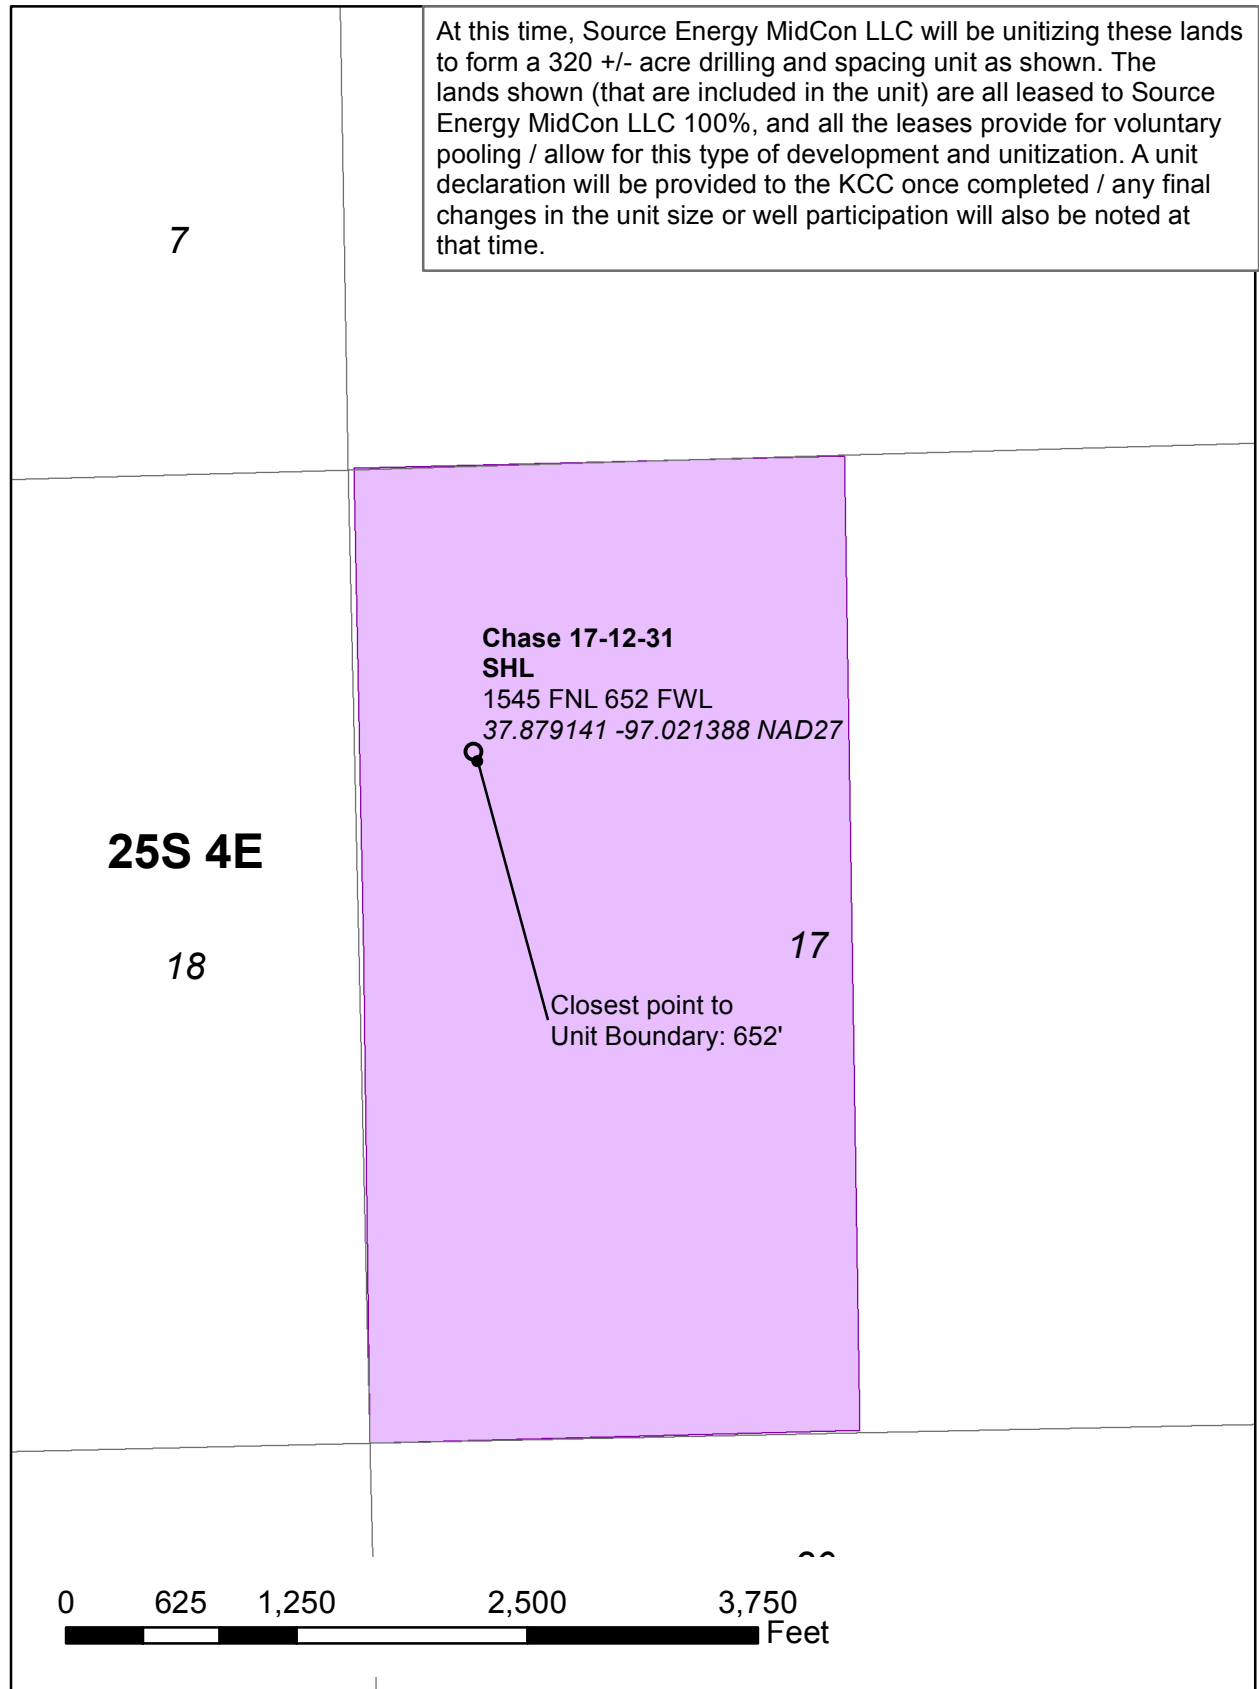 At this time, Source Energy MidCon LLC will be unitizing these lands
to form a 320 +/- acre drilling and spacing unit as shown. The
lands shown (that are included in the unit) are all leased to Source
Energy MidCon LLC 100%, and all the leases provide for voluntary
pooling / allow for this type of development and unitization. A unit
declaration will be provided to the KCC once completed / any final
changes in the unit size or well participation will also be noted at
that time.
7
Chase 17-12-31
SHL
1545 FNL 652 FWL
37.879141 -97.021388 NAD27
25S 4E
18
17
Closest point to
Unit Boundary: 652'
0 625 1,250 2,500 3,750
Feet